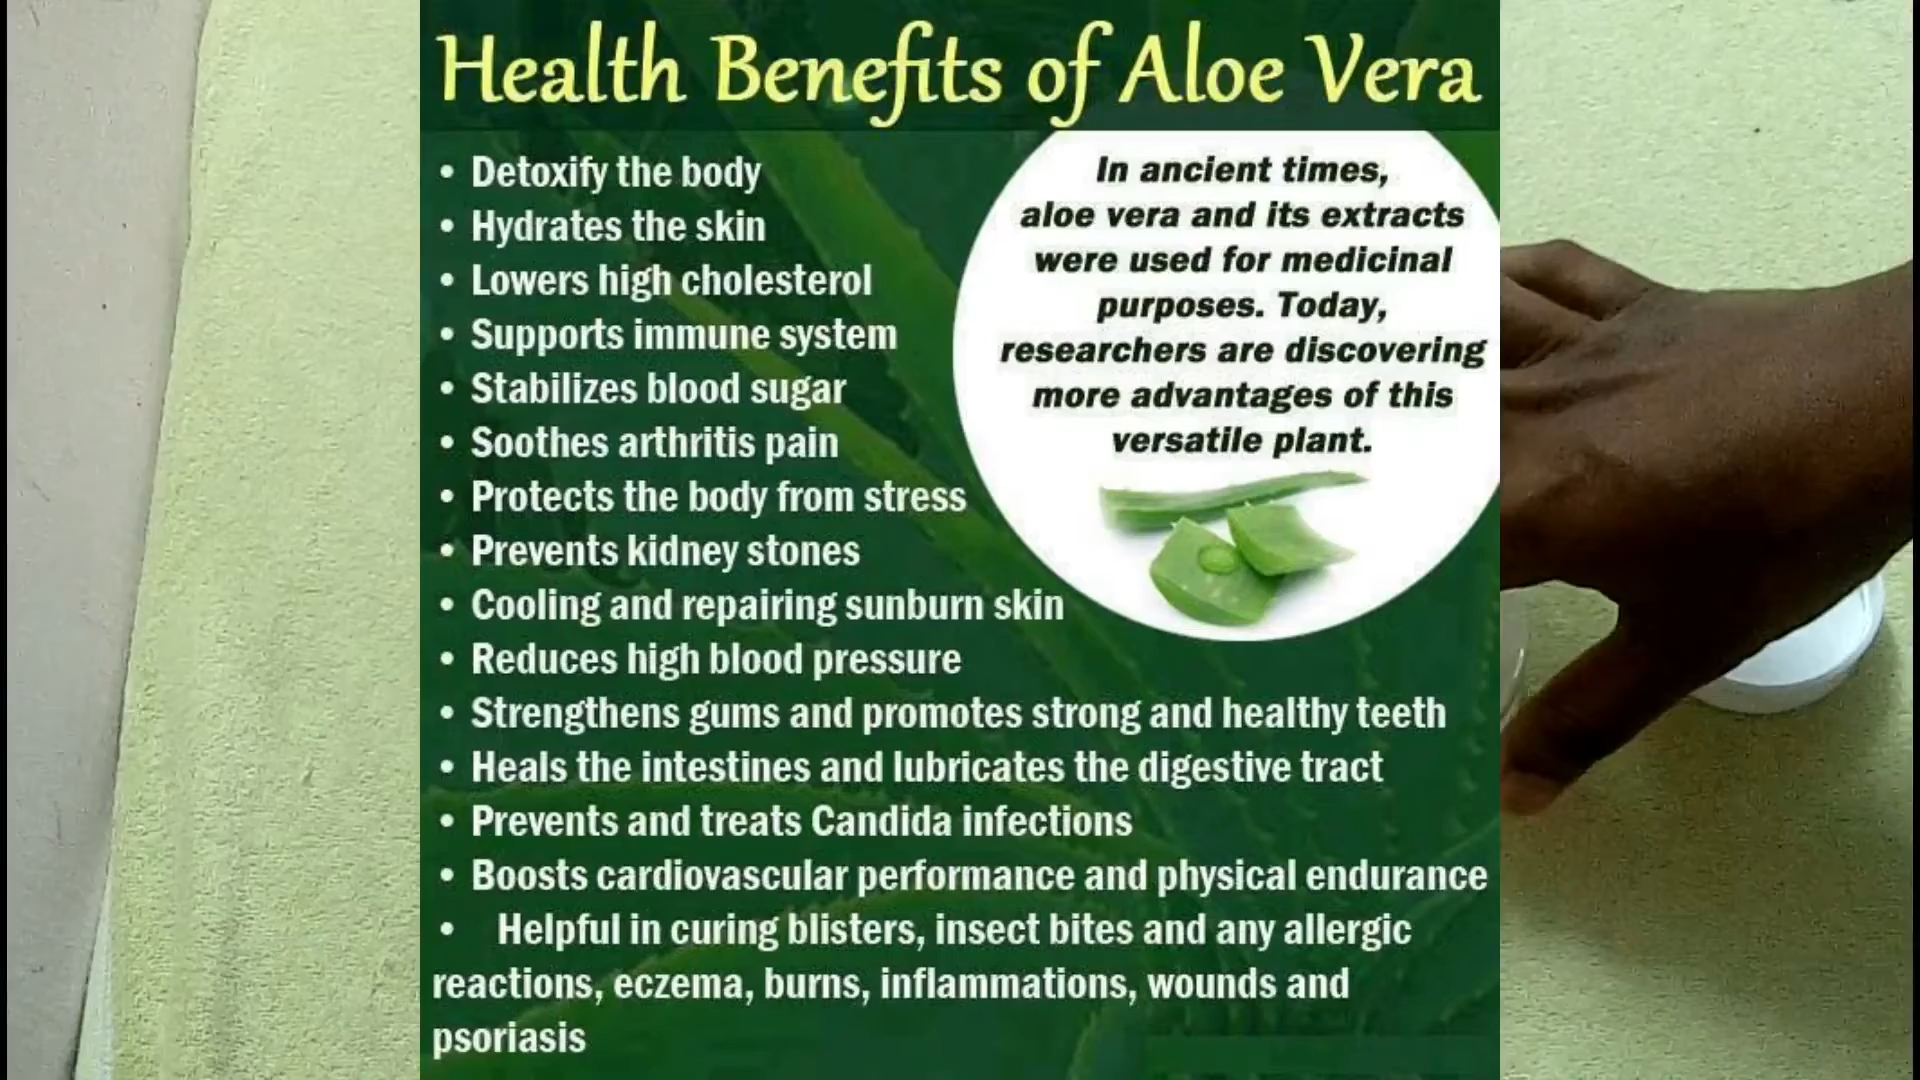 Health Benefits of Aloe Vera
• Detoxify the body
• Hydrates the skin
• Lowers high cholesterol
• Supports immune system
• Stabilizes blood sugar
• Soothes arthritis pain
• Protects the body from stress
• Prevents kidney stones
• Cooling and repairing sunburn skin
• Reduces high blood pressure
• Strengthens gums and promotes strong and healthy teeth
• Heals the intestines and lubricates the digestive tract
• Prevents and treats Candida infections
• Boosts cardiovascular performance and physical endurance
• Helpful in curing blisters, insect bites and any allergic
reactions, eczema, burns, inflammations, wounds and
psoriasis
In ancient times,
aloe vera and its extracts
were used for medicinal
purposes. Today,
researchers are discovering
more advantages of this
versatile plant.